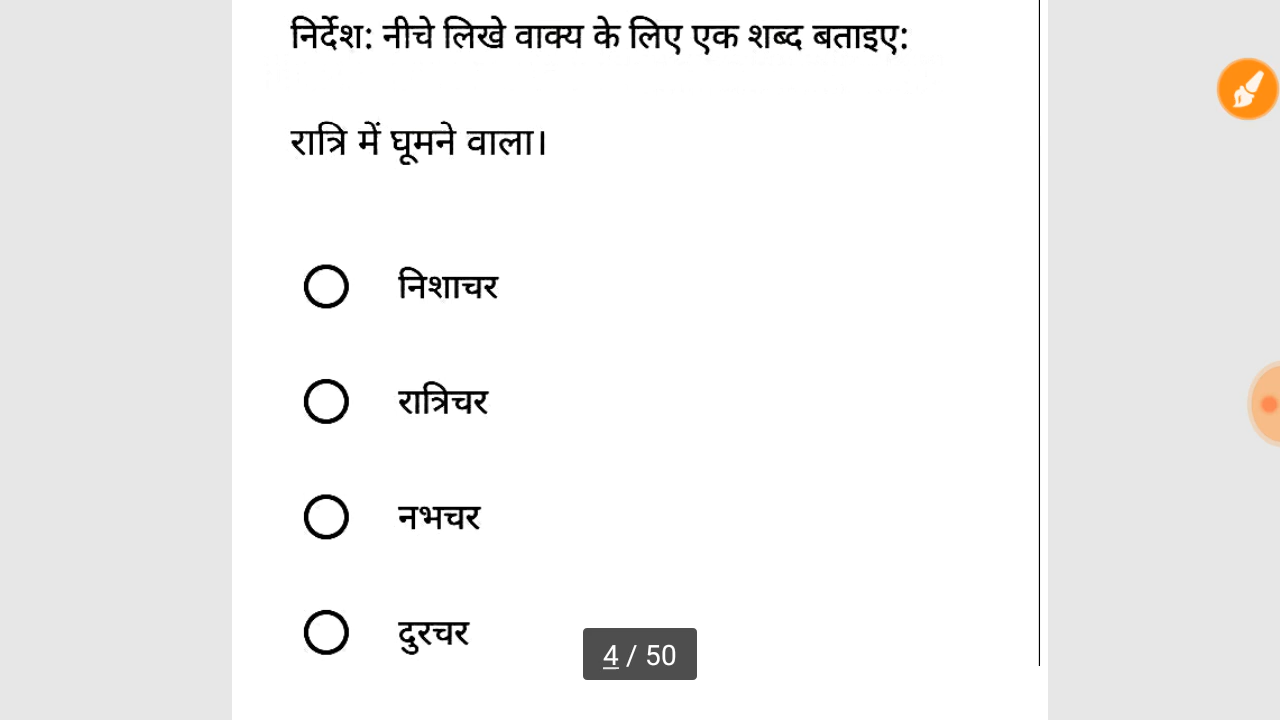 निर्देश: नीचे लिखे वाक्य के लिए एक शब्द बताइए:
रात्रि में घूमने वाला।
निशाचर
रात्रिचर
नभचर
दुरचर
4 / 50